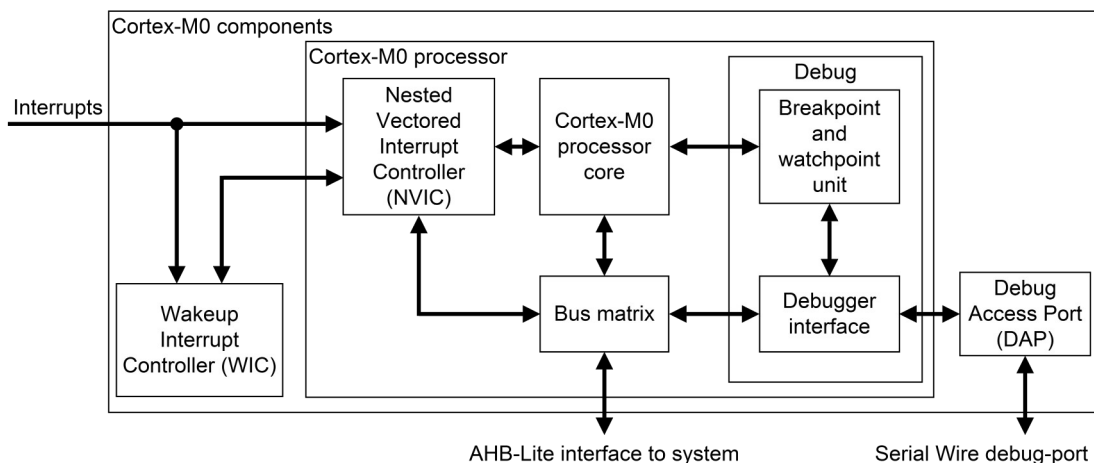 Cortex-M0 components
Cortex-M0 processor
Interrupts
Nested
Vectored
Interrupt
Controller
(NVIC)
Cortex-M0
processor
core
Debug
Breakpoint
and
watchpoint
unit
Wakeup
Interrupt
Controller (WIC)
Bus matrix
Debugger
interface
Debug
Access Port
(DAP)
AHB-Lite interface to system
Serial Wire debug-port